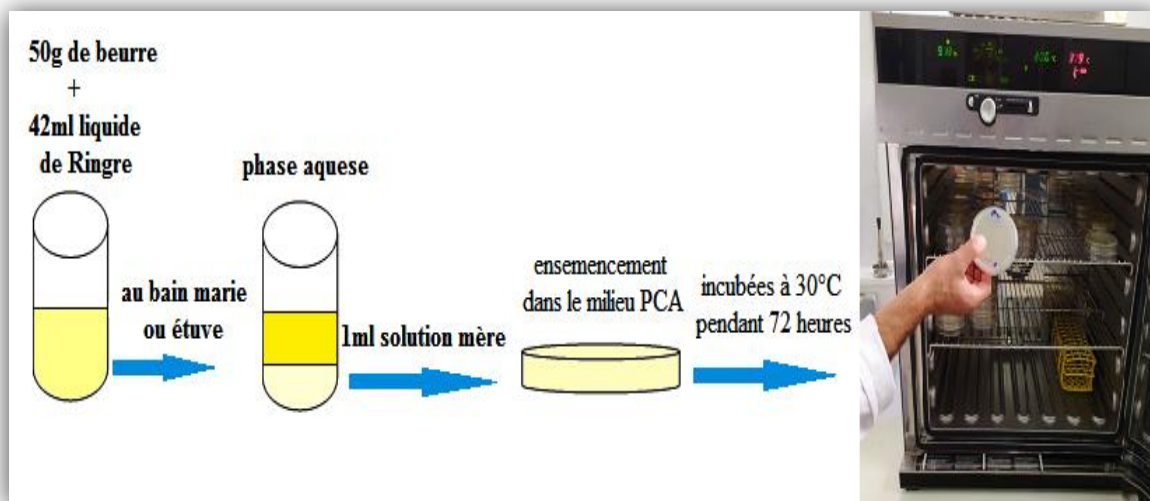 50g de beurre
+
42ml liquide
de Ringre
au bain marie
ou étuve
phase aquese
1ml solution mère
ensemencement
dans le milieu PCA
incubées à 30°C
pendant 72 heures